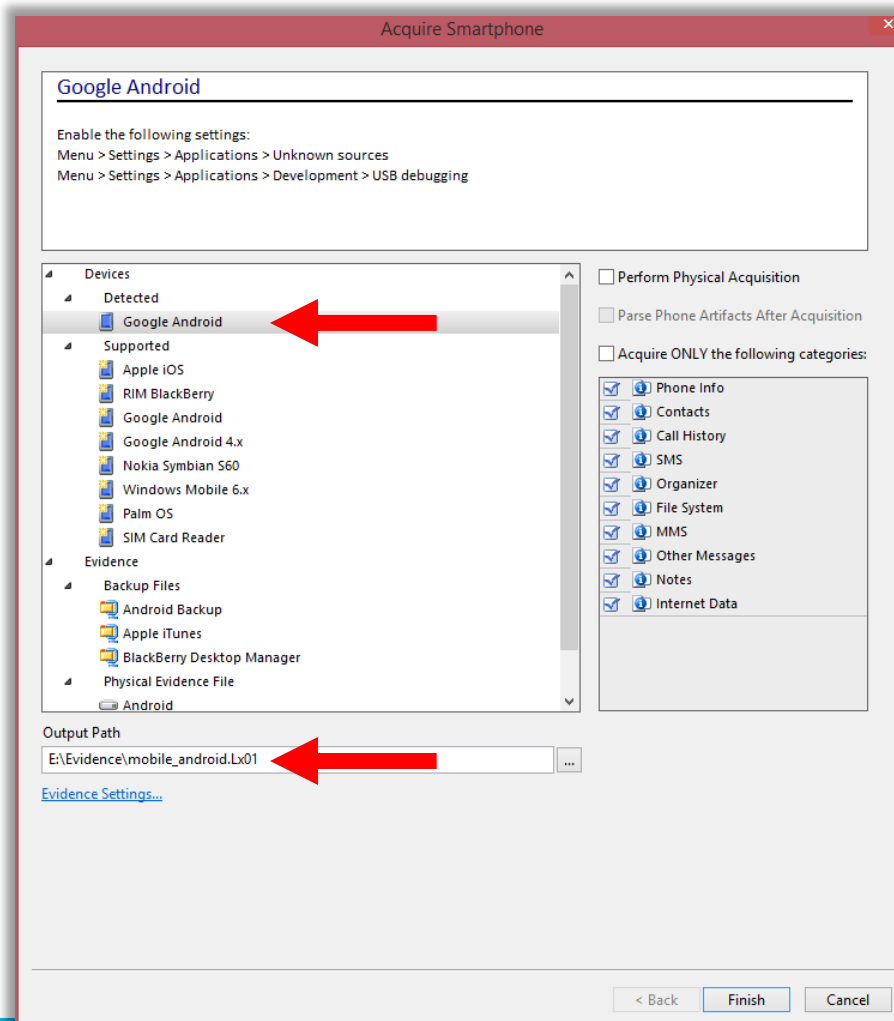 Acquire Smartphone
Google Android
Enable the following settings:
Menu > Settings > Applications > Unknown sources
Menu > Settings > Applications > Development > USB debugging
Devices
Detected
Google Android
Supported
Apple iOS
RIM BlackBerry
Google Android
Google Android 4.x
Nokia Symbian S60
Windows Mobile 6.x
Palm OS
SIM Card Reader
Evidence
Backup Files
Android Backup
Apple iTunes
BlackBerry Desktop Manager
Physical Evidence File
Android
Perform Physical Acquisition
Parse Phone Artifacts After Acquisition
Acquire ONLY the following categories:
Phone Info
Contacts
Call History
SMS
Organizer
File System
MMS
Other Messages
Notes
Internet Data
Output Path
E:\Evidence\mobile_android.Lx01
...
Evidence Settings...
< Back
Finish
Cancel